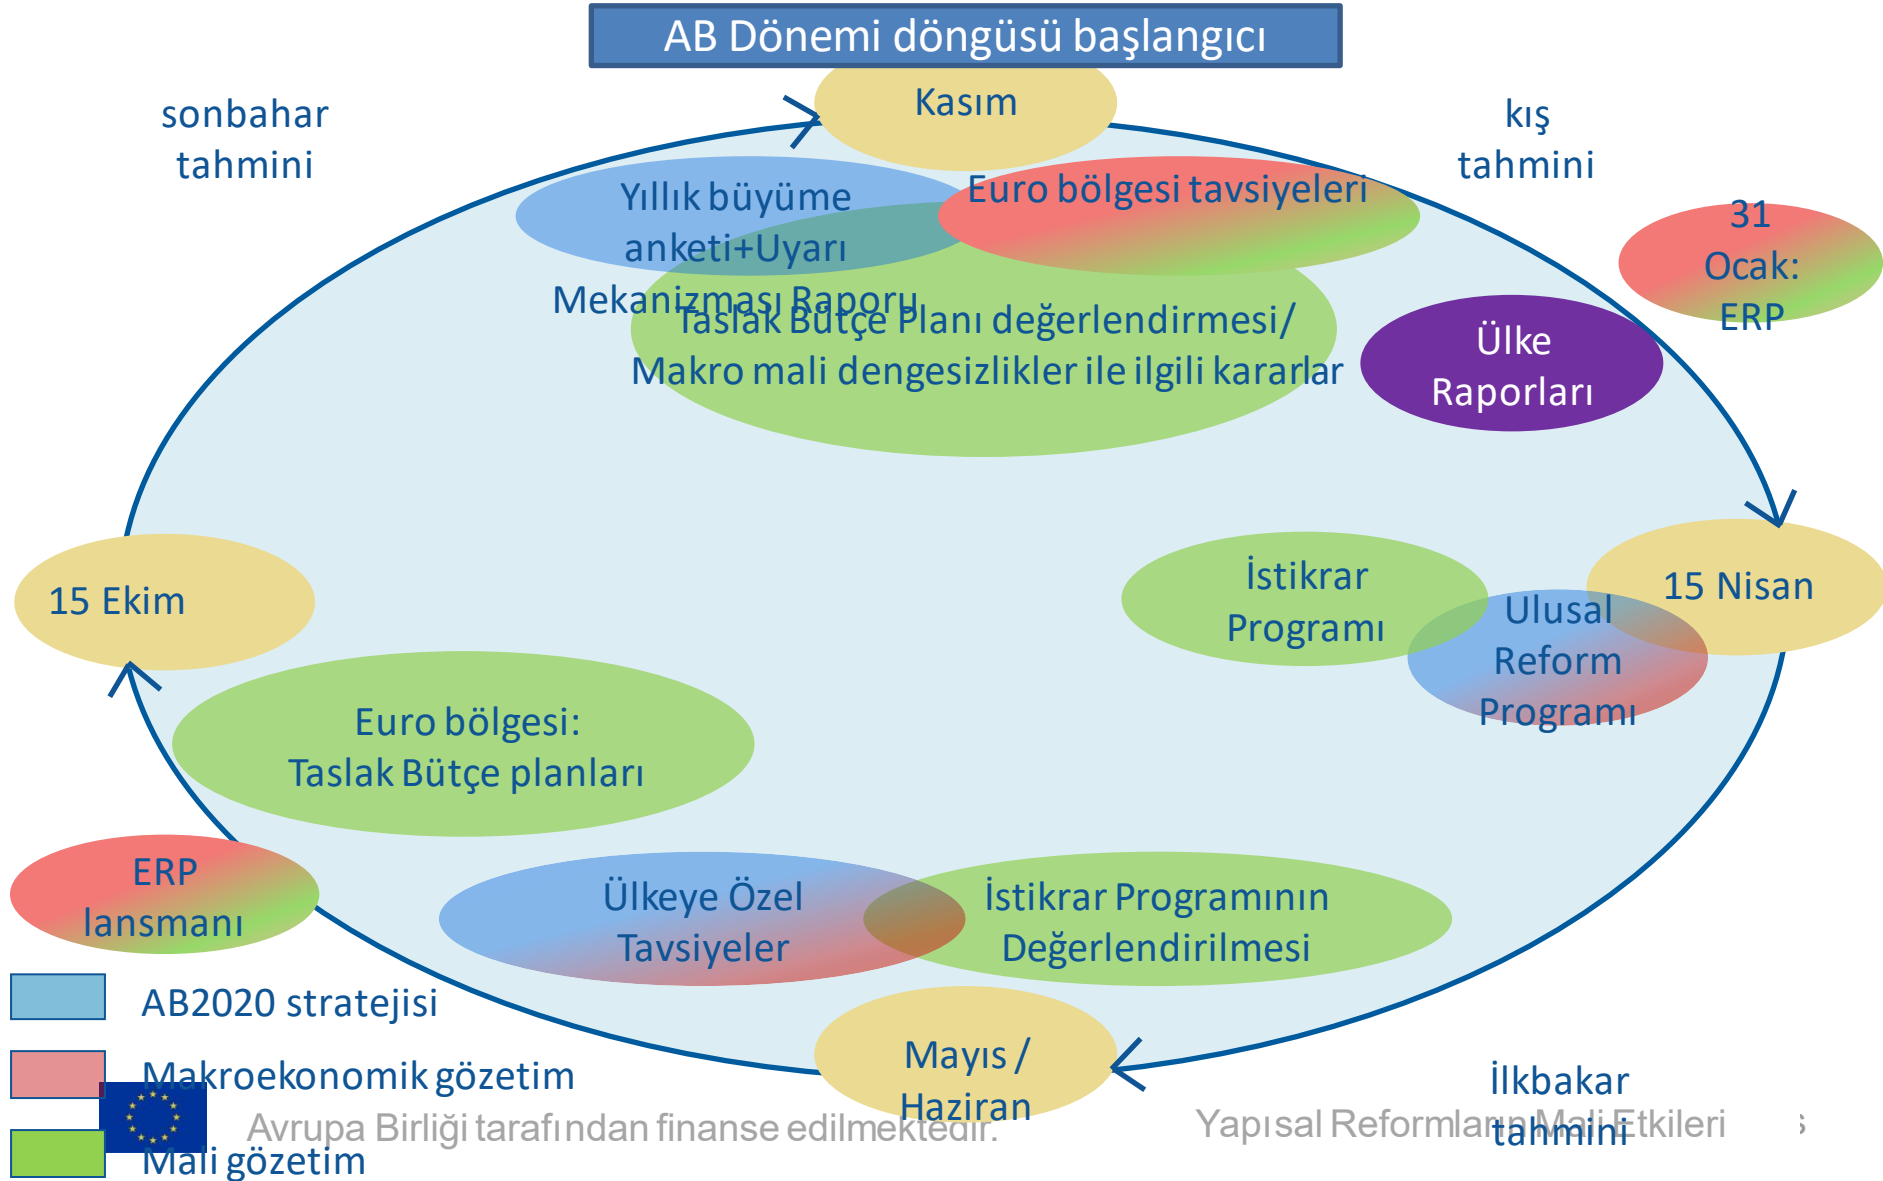 AB Dönemi döngüsü başlangıcı
Kasım
sonbahar
tahmini
kış
tahmini
Yıllık büyüme
anketi+Uyarı
Mekanizması Raporu
Euro bölgesi tavsiyeleri
31
Ocak:
ERP
Taslak Bütçe Planı değerlendirmesi/
Makro mali dengesizlikler ile ilgili kararlar
Ülke
Raporları
15 Ekim
İstikrar
Programı
15 Nisan
Ulusal
Reform
Programı
Euro bölgesi:
Taslak Bütçe planları
ERP
lansmanı
Ülkeye Özel
Tavsiyeler
İstikrar Programının
Değerlendirilmesi
Mayıs /
Haziran
İlkbakar
tahmini
AB2020 stratejisi
Makroekonomik gözetim
Mali gözetim
Avrupa Birliği tarafından finanse edilmektedir.
Yapısal Reformların Mali Etkileri